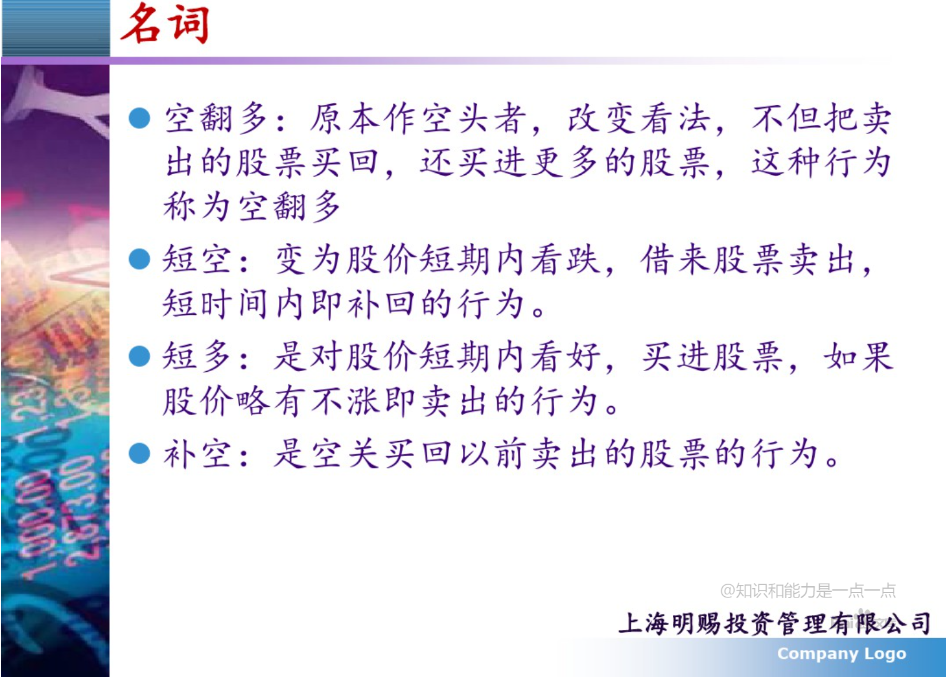 名词
空翻多：原本作空头者，改变看法，不但把卖
出的股票买回，还买进更多的股票，这种行为
称为空翻多
短空：变为股价短期内看跌，借来股票卖出，
短时间内即补回的行为。
短多：是对股价短期内看好，买进股票，如果
股价略有不涨即卖出的行为。
补空：是空关买回以前卖出的股票的行为。
@知识和能力是一点一点
上海明赐投资管理有限公司
Company Logo